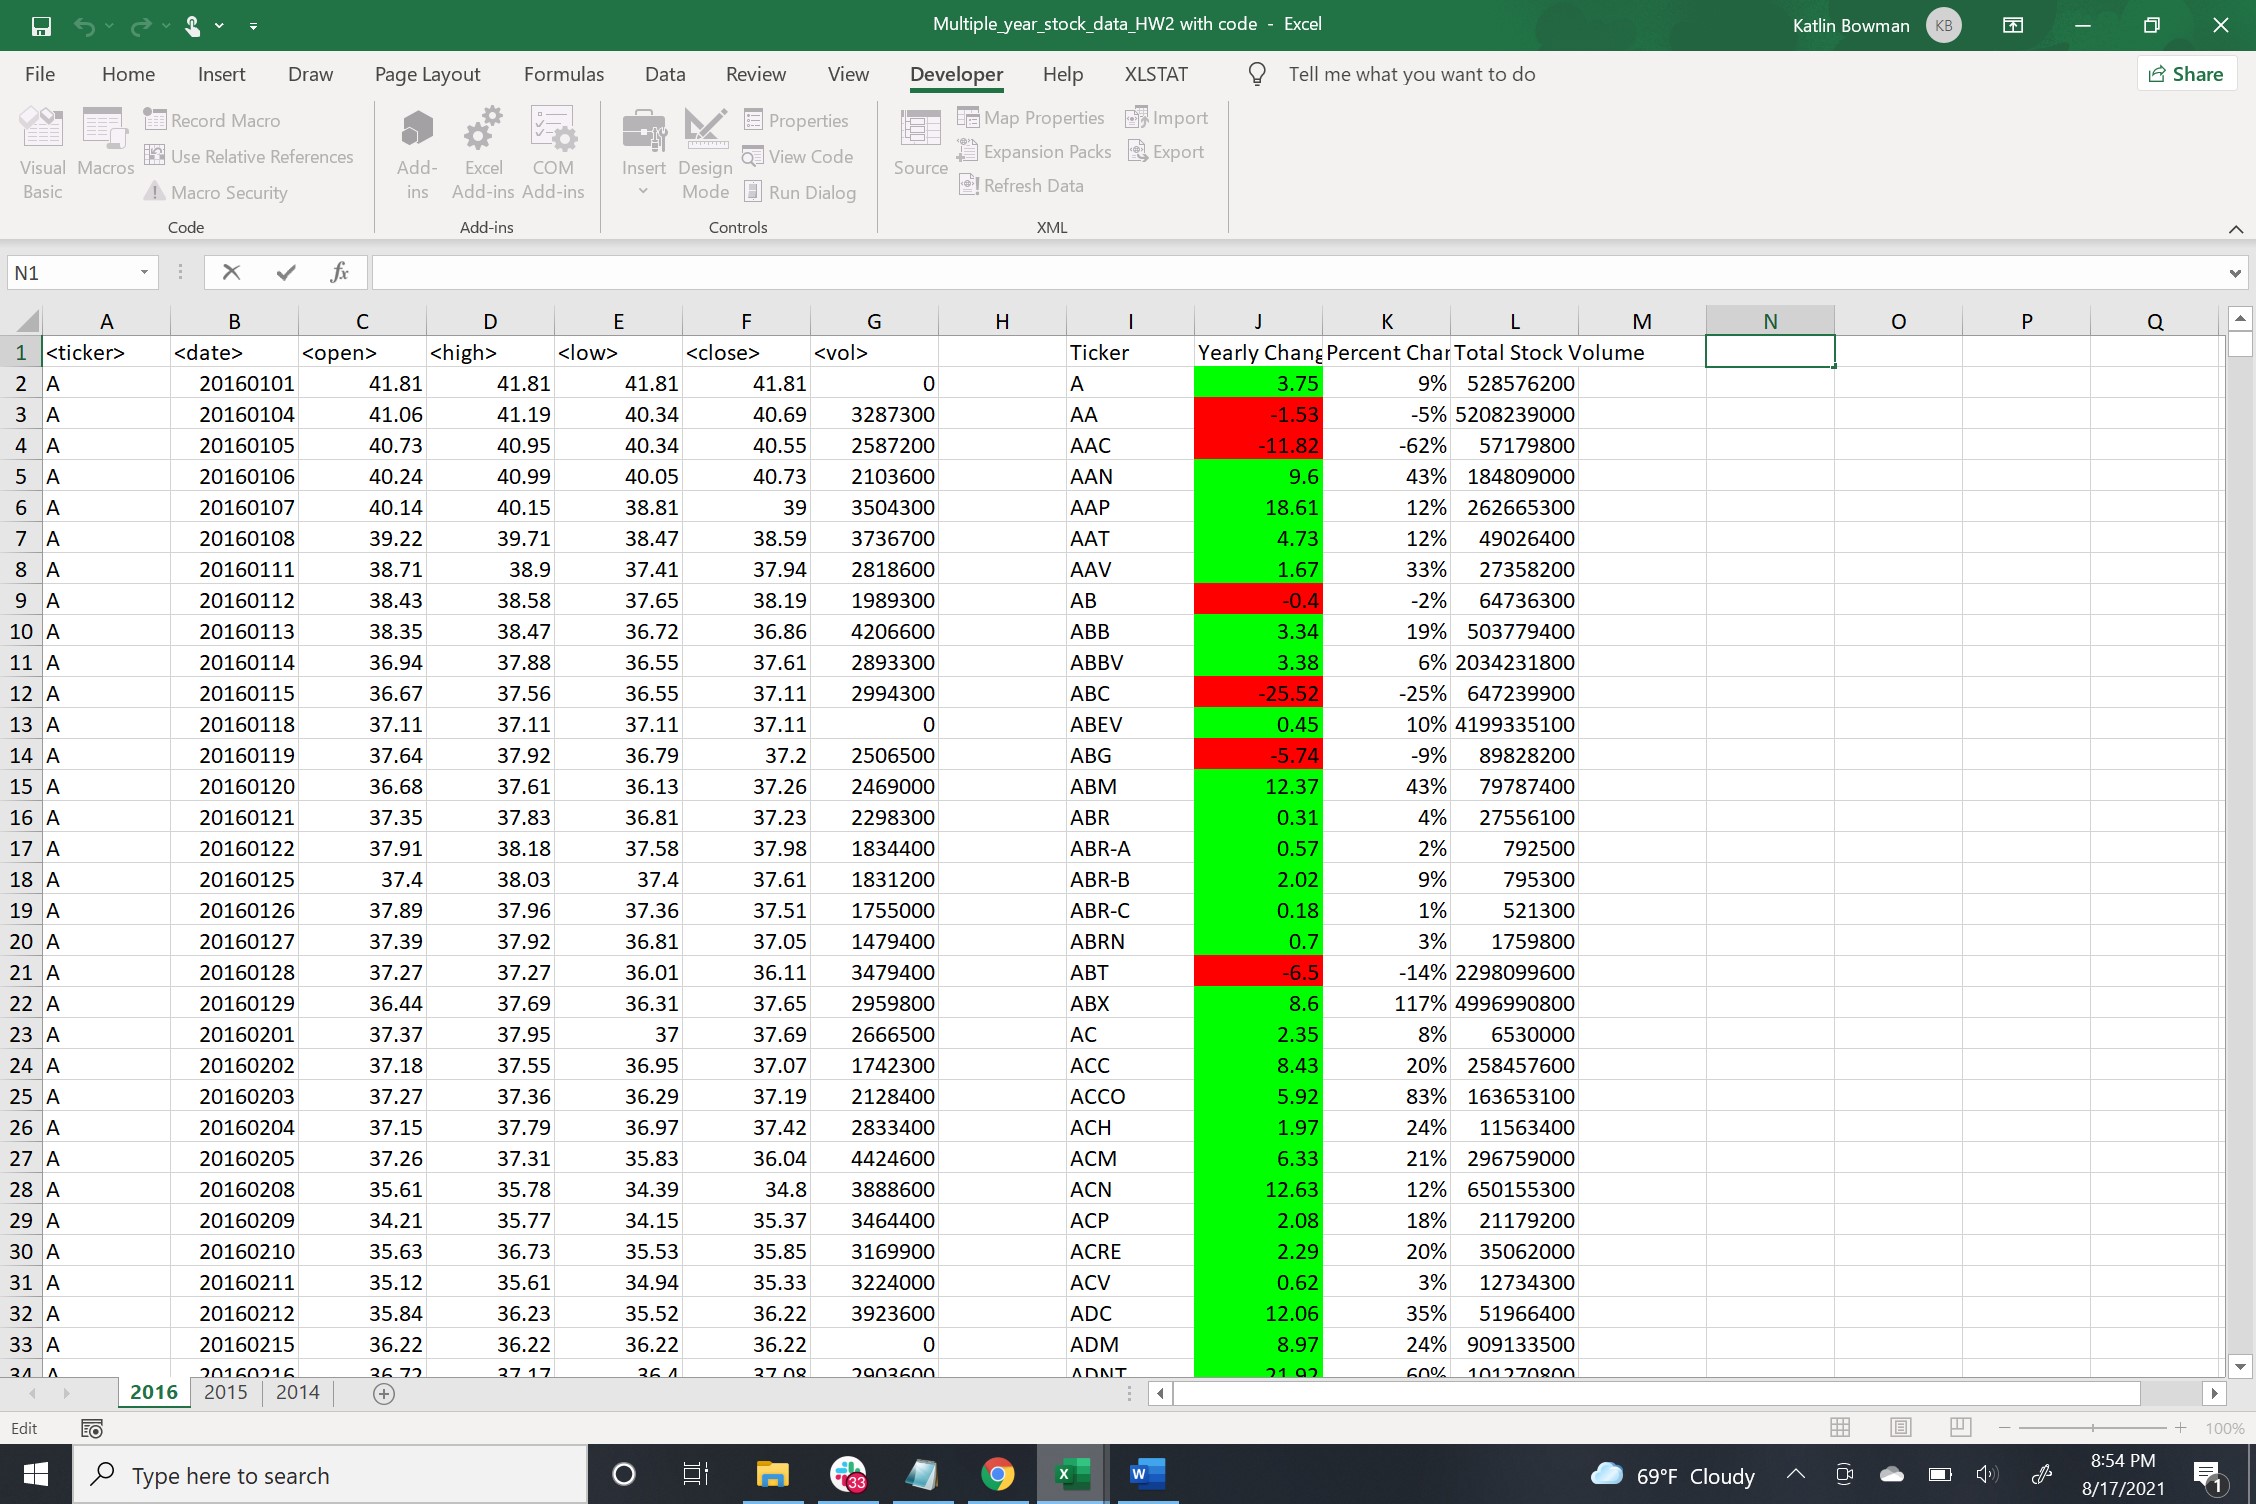 Multiple_year_stock_data_HW2 with code - Excel
Katlin Bowman KB
File Home Insert Draw Page Layout Formulas Data Review View Developer Help XLSTAT Tell me what you want to do Share
Visual Basic
Macros
Record Macro
Use Relative References
Macro Security
Code
Add-ins
Excel Add-ins
COM Add-ins
Add-ins
Insert
Design Mode
Properties
View Code
Run Dialog
Controls
Source
Map Properties
Expansion Packs
Refresh Data
Import
Export
XML
N1
fx
A B C D E F G H I J K L M N O P Q
1 <ticker> <date> <open> <high> <low> <close> <vol> Ticker Yearly Chang Percent Char Total Stock Volume
2 A 20160101 41.81 41.81 41.81 41.81 0 A 3.75 9% 528576200
3 A 20160104 41.06 41.19 40.34 40.69 3287300 AA -1.53 -5% 5208239000
4 A 20160105 40.73 40.95 40.34 40.55 2587200 AAC -11.82 -62% 57179800
5 A 20160106 40.24 40.99 40.05 40.73 2103600 AAN 9.6 43% 184809000
6 A 20160107 40.14 40.15 38.81 39 3504300 AAP 18.61 12% 262665300
7 A 20160108 39.22 39.71 38.47 38.59 3736700 AAT 4.73 12% 49026400
8 A 20160111 38.71 38.9 37.41 37.94 2818600 AAV 1.67 33% 27358200
9 A 20160112 38.43 38.58 37.65 38.19 1989300 AB -0.4 -2% 64736300
10 A 20160113 38.35 38.47 36.72 36.86 4206600 ABB 3.34 19% 503779400
11 A 20160114 36.94 37.88 36.55 37.61 2893300 ABBV 3.38 6% 2034231800
12 A 20160115 36.67 37.56 36.55 37.11 2994300 ABC -25.52 -25% 647239900
13 A 20160118 37.11 37.11 37.11 37.11 0 ABEV 0.45 10% 4199335100
14 A 20160119 37.64 37.92 36.79 37.2 2506500 ABG -5.74 -9% 89828200
15 A 20160120 36.68 37.61 36.13 37.26 2469000 ABM 12.37 43% 79787400
16 A 20160121 37.35 37.83 36.81 37.23 2298300 ABR 0.31 4% 27556100
17 A 20160122 37.91 38.18 37.58 37.98 1834400 ABR-A 0.57 2% 792500
18 A 20160125 37.4 38.03 37.4 37.61 1831200 ABR-B 2.02 9% 795300
19 A 20160126 37.89 37.96 37.36 37.51 1755000 ABR-C 0.18 1% 521300
20 A 20160127 37.39 37.92 36.81 37.05 1479400 ABRN 0.7 3% 1759800
21 A 20160128 37.27 37.27 36.01 36.11 3479400 ABT -6.5 -14% 2298099600
22 A 20160129 36.44 37.69 36.31 37.65 2959800 ABX 8.6 117% 4996990800
23 A 20160201 37.37 37.95 37 37.69 2666500 AC 2.35 8% 6530000
24 A 20160202 37.18 37.55 36.95 37.07 1742300 ACC 8.43 20% 258457600
25 A 20160203 37.27 37.36 36.29 37.19 2128400 ACCO 5.92 83% 163653100
26 A 20160204 37.15 37.79 36.97 37.42 2833400 ACH 1.97 24% 11563400
27 A 20160205 37.26 37.31 35.83 36.04 4424600 ACM 6.33 21% 296759000
28 A 20160208 35.61 35.78 34.39 34.8 3888600 ACN 12.63 12% 650155300
29 A 20160209 34.21 35.77 34.15 35.37 3464400 ACP 2.08 18% 21179200
30 A 20160210 35.63 36.73 35.53 35.85 3169900 ACRE 2.29 20% 35062000
31 A 20160211 35.12 35.61 34.94 35.33 3224000 ACV 0.62 3% 12734300
32 A 20160212 35.84 36.23 35.52 36.22 3923600 ADC 12.06 35% 51966400
33 A 20160215 36.22 36.22 36.22 36.22 0 ADM 8.97 24% 909133500
34 A 20160216 36.72 37.17 36.4 37.08 2903600 ADNT 21.92 60% 101270800
2016 2015 2014
Edit 100%
Type here to search
33
69°F Cloudy
8:54 PM
8/17/2021
1